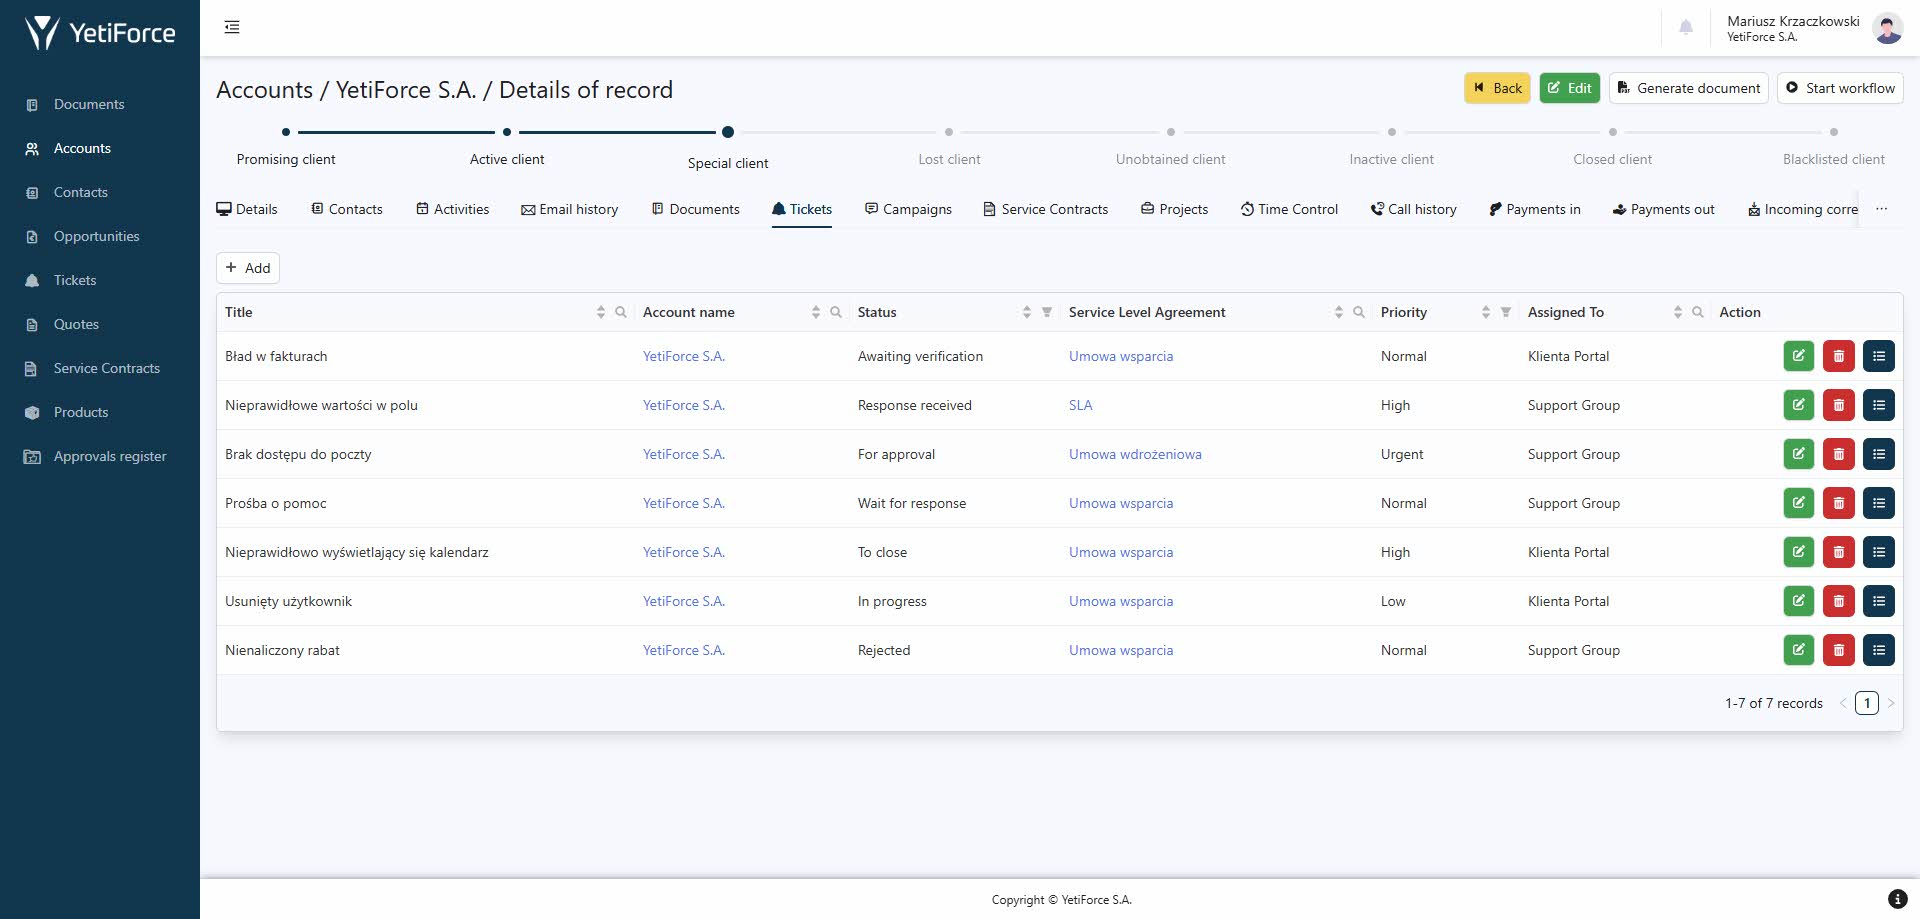 YetiForce
Mariusz Krzaczkowski
YetiForce S.A.
Documents
Accounts
Contacts
Opportunities
Tickets
Quotes
Service Contracts
Products
Approvals register
Accounts / YetiForce S.A. / Details of record
Back Edit Generate document Start workflow
Promising client Active client Special client Lost client Unobtained client Inactive client Closed client Blacklisted client
Details Contacts Activities Email history Documents Tickets Campaigns Service Contracts Projects Time Control Call history Payments in Payments out Incoming corre ...
+ Add
Title Account name Status Service Level Agreement Priority Assigned To Action
Bład w fakturach YetiForce S.A. Awaiting verification Umowa wsparcia Normal Klienta Portal
Nieprawidłowe wartości w polu YetiForce S.A. Response received SLA High Support Group
Brak dostępu do poczty YetiForce S.A. For approval Umowa wdrożeniowa Urgent Support Group
Prośba o pomoc YetiForce S.A. Wait for response Umowa wsparcia Normal Support Group
Nieprawidłowo wyświetlający się kalendarz YetiForce S.A. To close Umowa wsparcia High Klienta Portal
Usunięty użytkownik YetiForce S.A. In progress Umowa wsparcia Low Klienta Portal
Nienaliczony rabat YetiForce S.A. Rejected Umowa wsparcia Normal Support Group
1-7 of 7 records < 1 >
Copyright © YetiForce S.A.